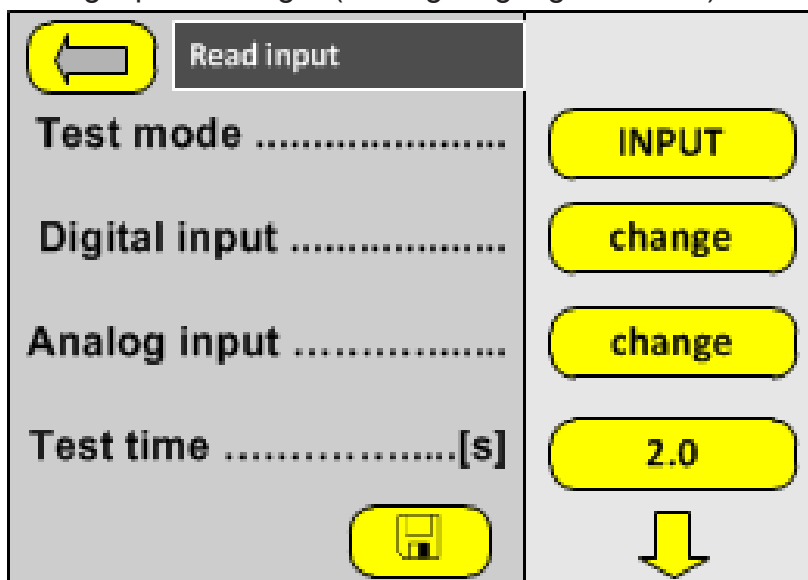 Read input
Test mode ...................... INPUT
Digital input ................... change
Analog input ................... change
Test time ....................[s] 2.0